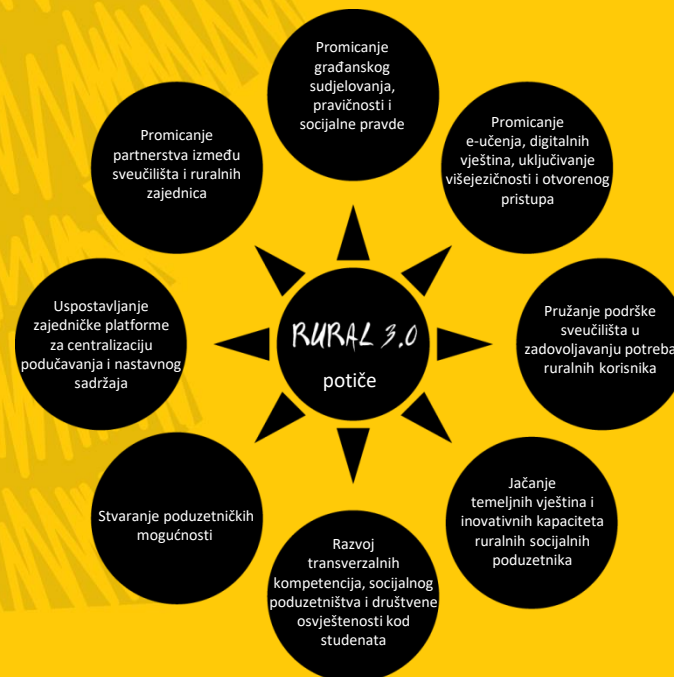 Promicanje
građanskog
sudjelovanja,
pravičnosti i
socijalne pravde
Promicanje
e-učenja, digitalnih
vještina, uključivanje
višejezičnosti i otvorenog
pristupa
Pružanje podrške
sveučilišta u
zadovoljavanju potreba
ruralnih korisnika
Jačanje
temeljnih vještina i
inovativnih kapaciteta
ruralnih socijalnih
poduzetnika
Razvoj
transverzalnih
kompetencija, socijalnog
poduzetništva i društvene
osvještenosti kod
studenata
Stvaranje poduzetničkih
mogućnosti
Uspostavljanje
zajedničke platforme
za centralizaciju
podučavanja i nastavnog
sadržaja
Promicanje
partnerstva između
sveučilišta i ruralnih
zajednica
RURAL 3.0
potiče